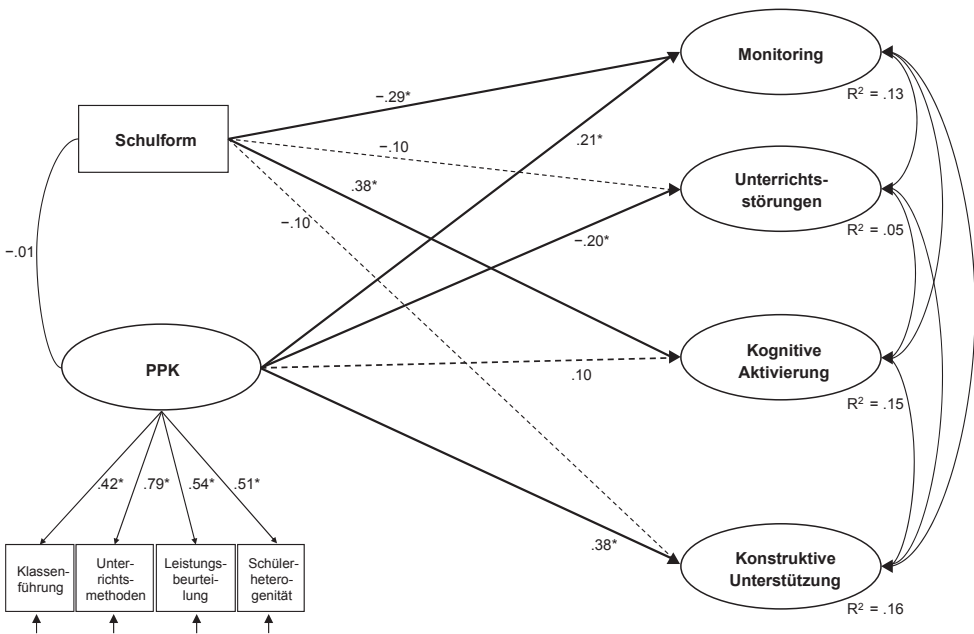 Monitoring
R² = .13
−.29*
Schulform
.21*
−.10
Unterrichts-
störungen
.38*
−.10
R² = .05
−.01
−.20*
Kognitive
Aktivierung
PPK
.10
R² = .15
.42*
.79*
.54*
.51*
.38*
Klassen-
führung
Unter-
richts-
methoden
Leistungs-
beurtei-
lung
Schüler-
hetero-
genität
Konstruktive
Unterstützung
R² = .16